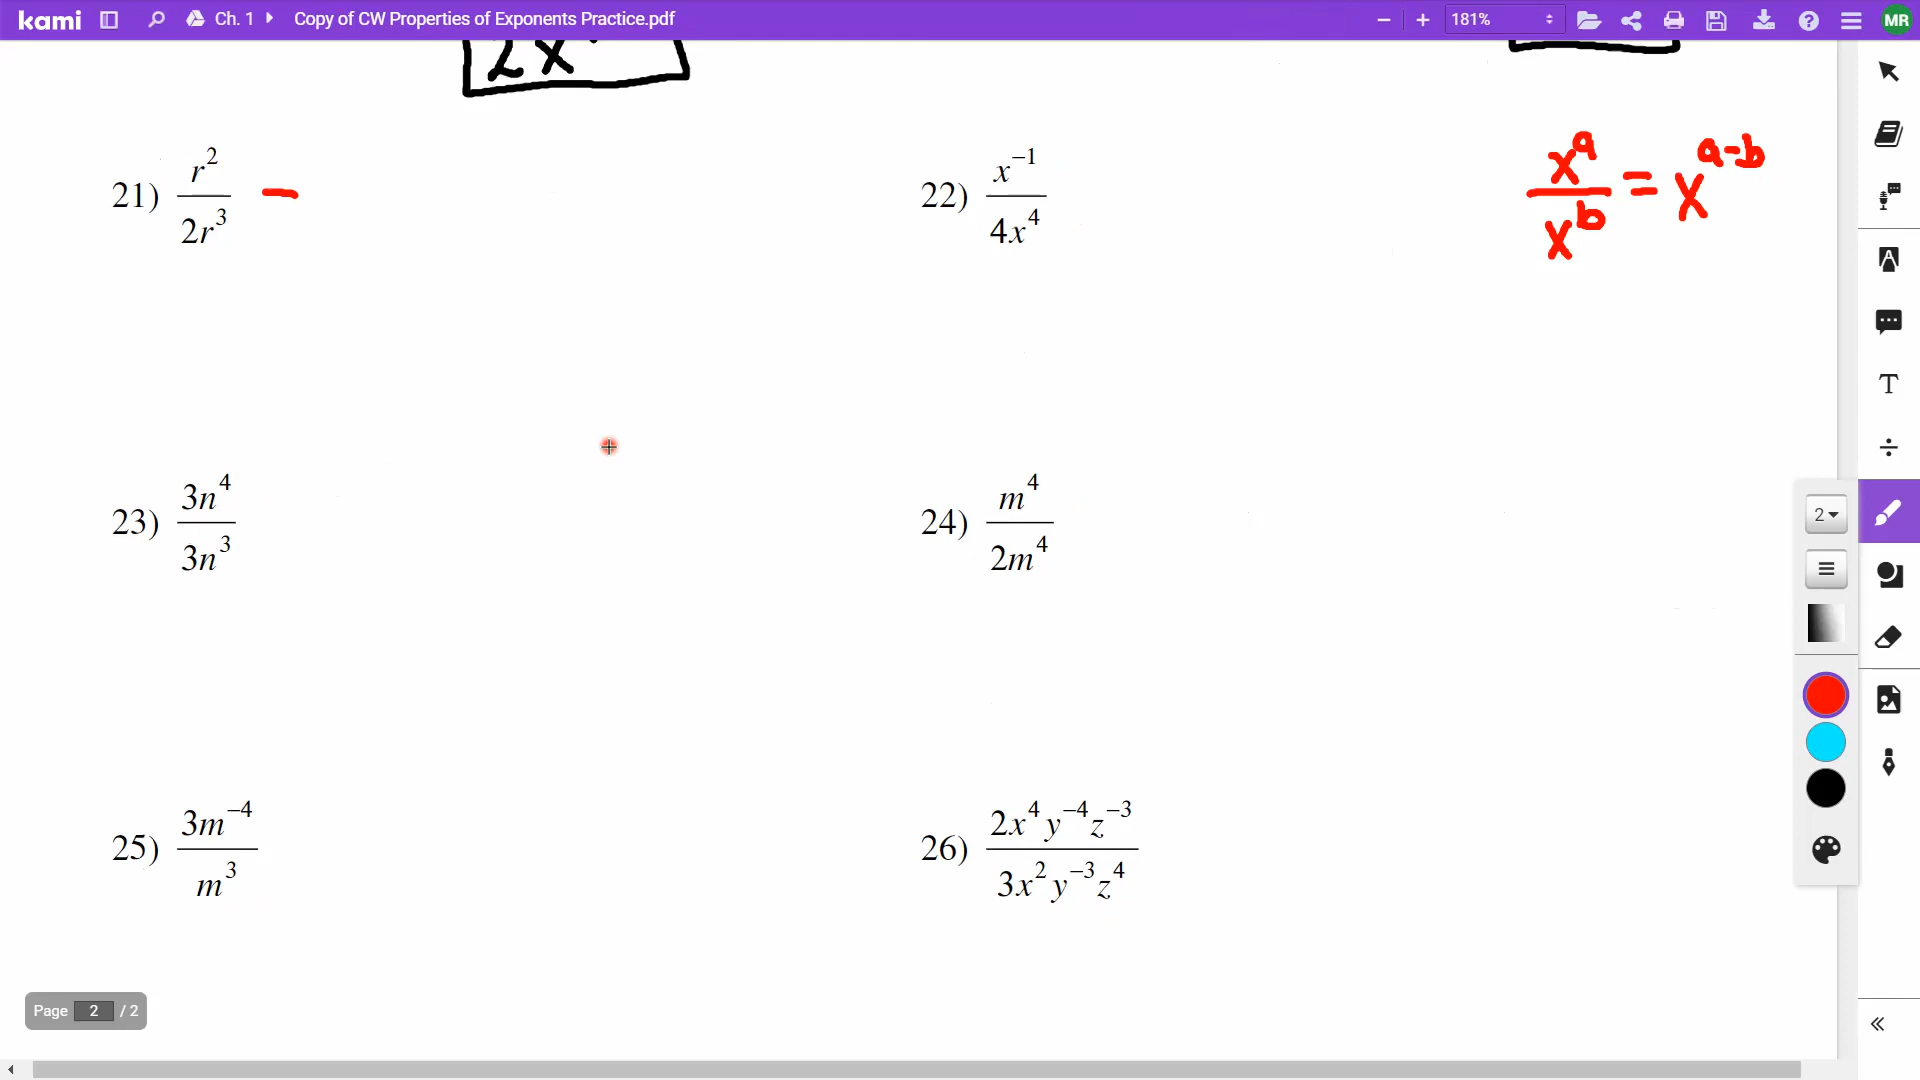 kami Ch. 1 Copy of CW Properties of Exponents Practice.pdf 181% MR
2x
21) r^2 / 2r^3 −
22) x^−1 / 4x^4
x^a / x^b = x^a-b
23) 3n^4 / 3n^3
24) m^4 / 2m^4
2
25) 3m^−4 / m^3
26) 2x^4 y^−4 z^−3 / 3x^2 y^−3 z^4
Page 2 / 2